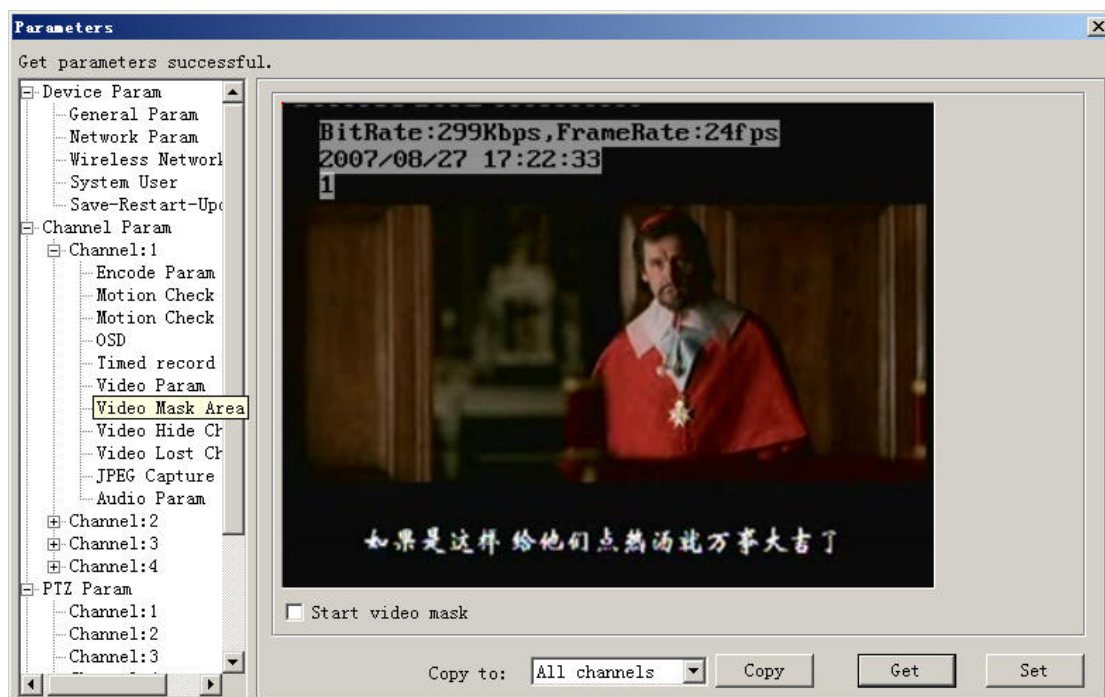 Parameters
Get parameters successful.
Device Param
General Param
Network Param
Wireless Networl
System User
Save-Restart-Upd
Channel Param
Channel:1
Encode Param
Motion Check
Motion Check
OSD
Timed record
Video Param
Video Mask Area
Video Hide Ch
Video Lost Ch
JPEG Capture
Audio Param
Channel:2
Channel:3
Channel:4
PTZ Param
Channel:1
Channel:2
Channel:3
BitRate:299Kbps,FrameRate:24fps
2007/08/27 17:22:33
1
如果是这样 给他们点热汤就万事大吉了
Start video mask
Copy to:
All channels
Copy
Get
Set